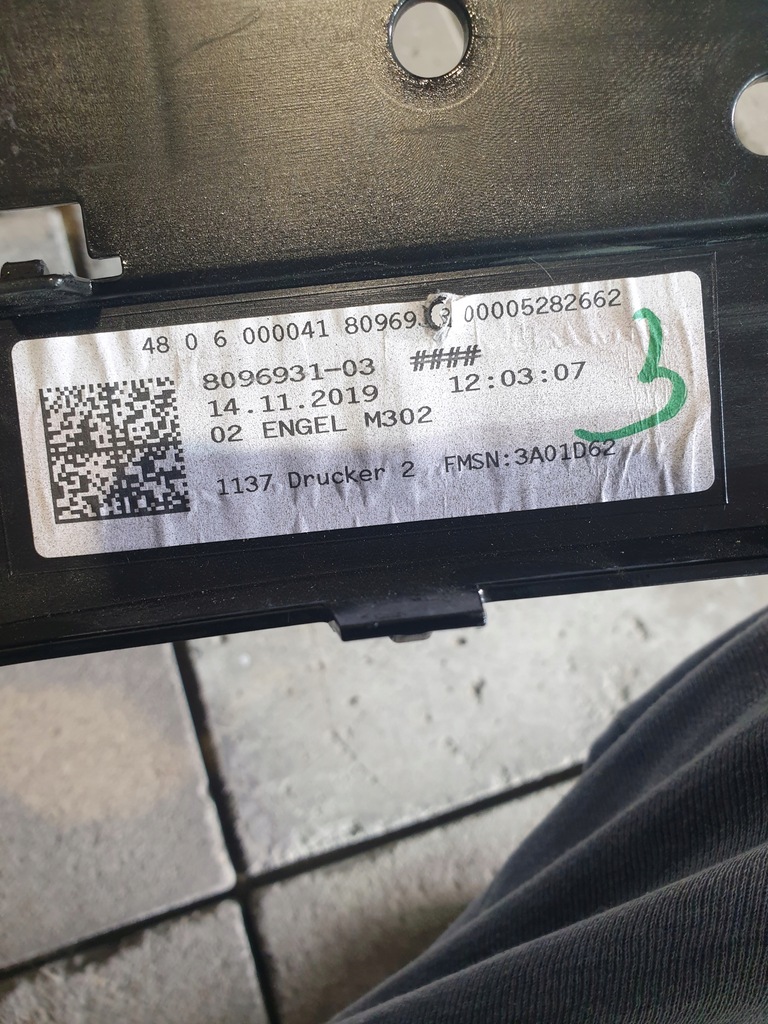 48 0 6 000041 80969 00005282662
8096931-03 ####
14.11.2019 12:03:07
02 ENGEL M302
1137 Drucker 2 FMSN:3A01D62
3